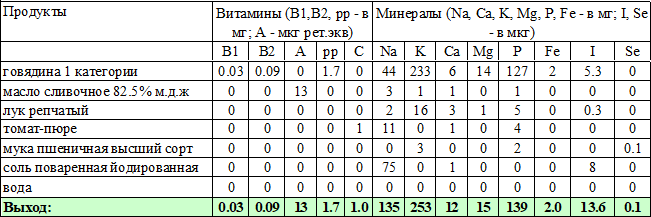 Продукты Витамины (В1,В2, рр - в Минералы (Na, Ca, K, Mg, P, Fe - в мг; I, Se
мг; А - мкг рет.экв) - в мкг)
В1 В2 А рр С Na K Ca Mg P Fe I Se
говядина 1 категории 0.03 0.09 0 1.7 0 44 233 6 14 127 2 5.3 0
масло сливочное 82.5% м.д.ж 0 0 13 0 0 3 1 1 0 1 0 0 0
лук репчатый 0 0 0 0 0 2 16 3 1 5 0 0.3 0
томат-пюре 0 0 0 0 1 11 0 1 0 4 0 0 0
мука пшеничная высший сорт 0 0 0 0 0 0 3 0 0 2 0 0 0.1
соль поваренная йодированная 0 0 0 0 0 75 0 1 0 0 0 8 0
вода 0 0 0 0 0 0 0 0 0 0 0 0 0
Выход: 0.03 0.09 13 1.7 1.0 135 253 12 15 139 2.0 13.6 0.1